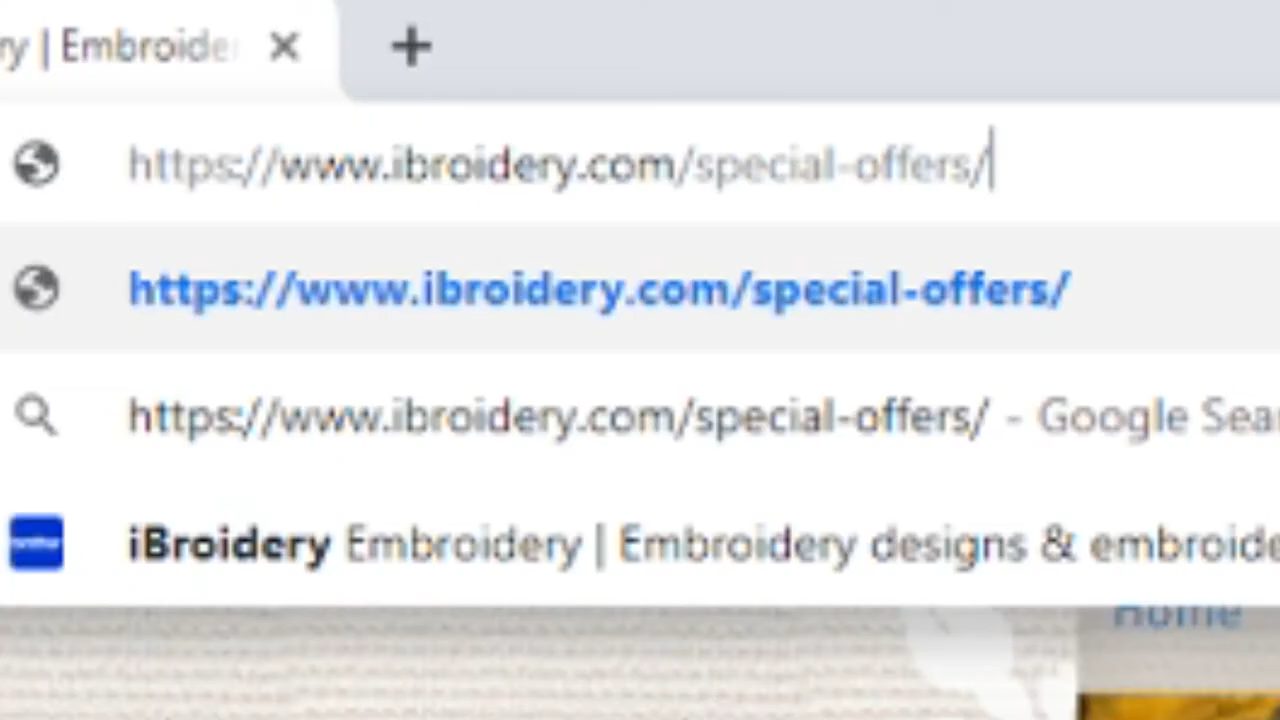 ry | Embroide
https://www.ibroidery.com/special-offers/
https://www.ibroidery.com/special-offers/
https://www.ibroidery.com/special-offers/ - Google Sear
iBroidery Embroidery | Embroidery designs & embroide
Home